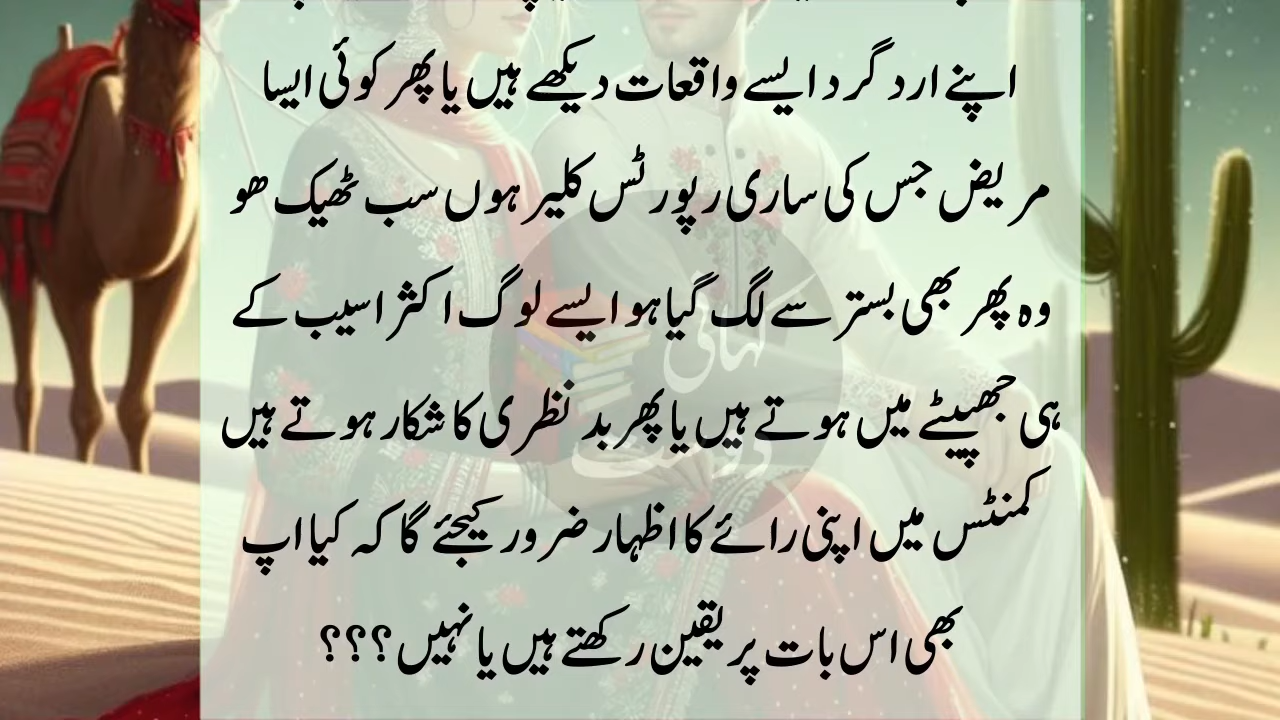 اپنے ارد گرد ایسے واقعات دیکھے ہیں یا پھر کوئی ایسا
مریض جس کی ساری رپورٹس کلیر ہوں سب ٹھیک ھو
وہ پھر بھی بستر سے لگ گیا ہو ایسے لوگ اکثر اسیب کے
ہی جھپیٹے میں ہوتے ہیں یا پھر بد نظری کا شکار ہوتے ہیں
کمنٹس میں اپنی رائے کا اظہار ضرور کیجئے گا کہ کیا اپ
بھی اس بات پر یقین رکھتے ہیں یا نہیں ؟؟؟
کہانی
دوست